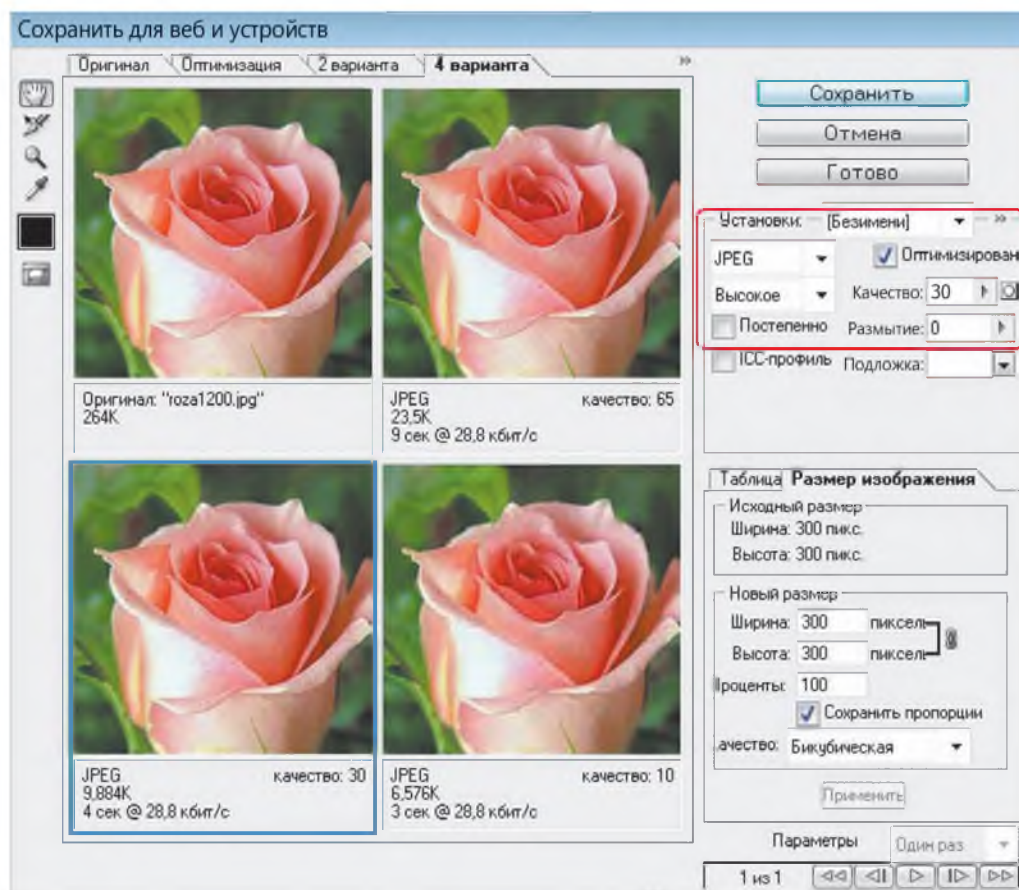 Сохранить для веб и устройств
Оригинал Оптимизация 2 варианта 4 варианта
Оригинал: "roza1200.jpg"
264K
JPEG качество: 65
23,5K
9 сек @ 28,8 кбит/с
JPEG качество: 30
9,884K
4 сек @ 28,8 кбит/с
JPEG качество: 10
6,576K
3 сек @ 28,8 кбит/с
Сохранить
Отмена
Готово
Установки: [Безимени]
JPEG Оптимизирован
Высокое Качество: 30
Постепенно Размытие: 0
ICC-профиль Подложка:
Таблица Размер изображения
Исходный размер
Ширина: 300 пикс.
Высота: 300 пикс.
Новый размер
Ширина: 300 пиксель
Высота: 300 пиксель
Проценты: 100
Сохранить пропорции
ачество: Бикубическая
Применить
Параметры Один раз
1 из 1